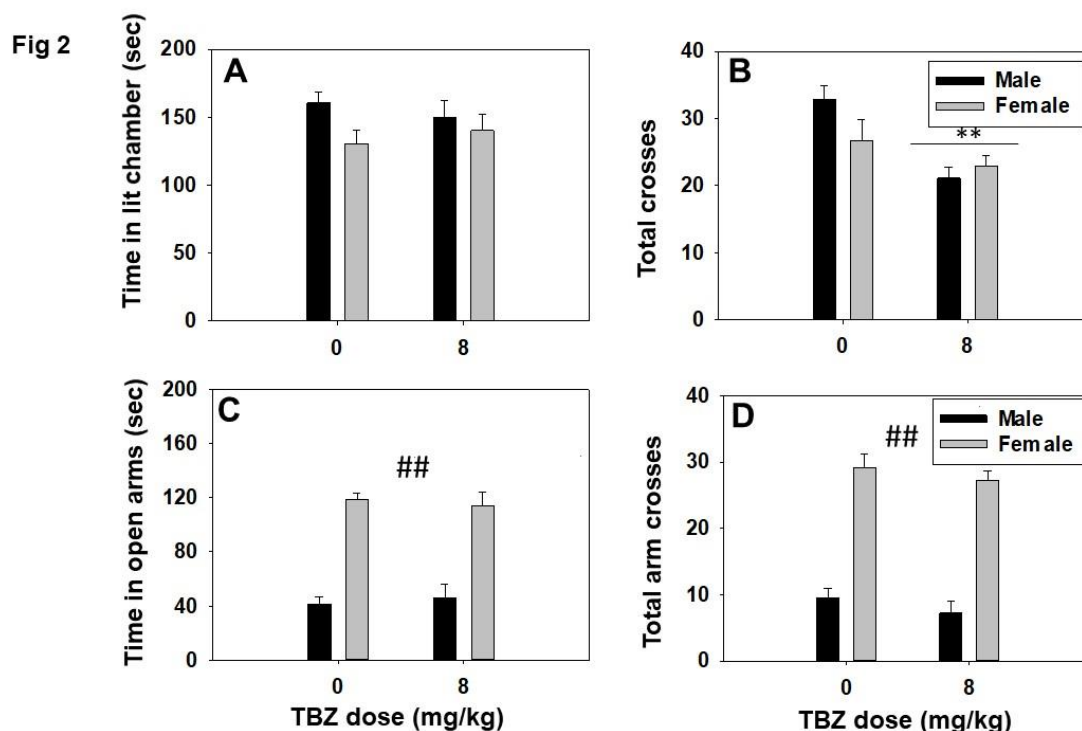 Fig 2
A
Time in lit chamber (sec)
200
150
100
50
0
0 8
B
Total crosses
40
30
20
10
0
Male
Female
**
0 8
C
Time in open arms (sec)
200
160
120
80
40
0
##
0 8
TBZ dose (mg/kg)
D
Total arm crosses
40
30
20
10
0
##
Male
Female
0 8
TBZ dose (mg/kg)